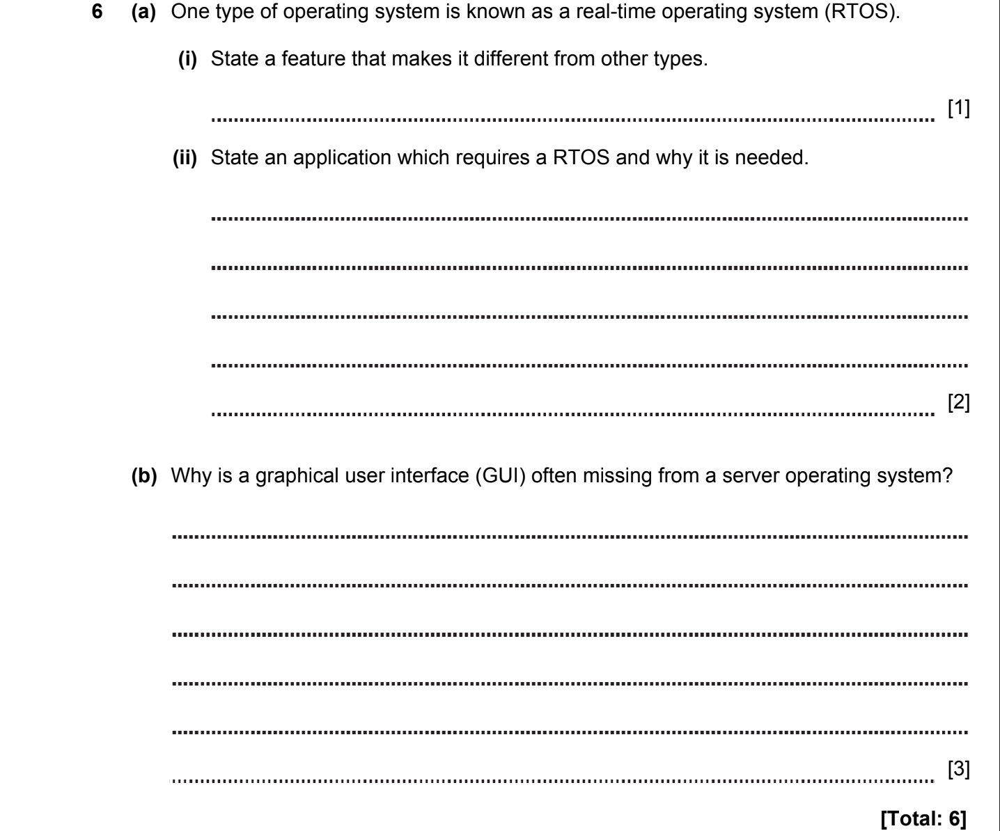 6 (a) One type of operating system is known as a real-time operating system (RTOS).
(i) State a feature that makes it different from other types.
[1]
(ii) State an application which requires a RTOS and why it is needed.
[2]
(b) Why is a graphical user interface (GUI) often missing from a server operating system?
[3]
[Total: 6]